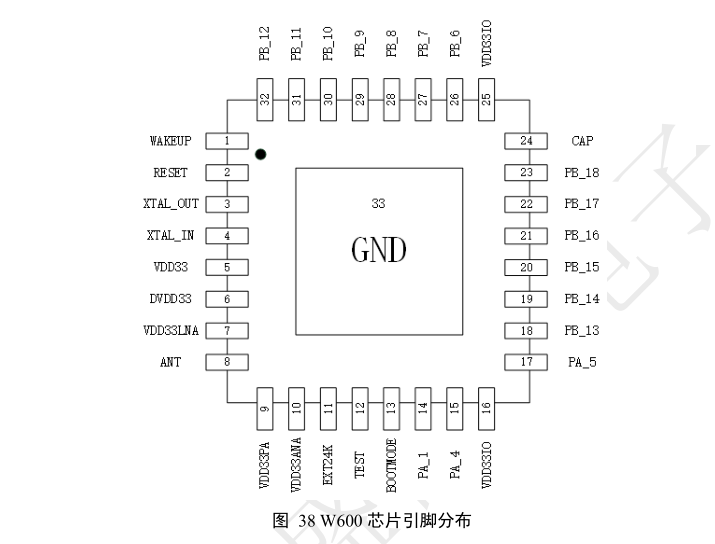 PB_12 PB_11 PB_10 PB_9 PB_8 PB_7 PB_6 VDD33IO
32 31 30 29 28 27 26 25
WAKEUP 1 24 CAP
RESET 2 23 PB_18
XTAL_OUT 3 33 22 PB_17
XTAL_IN 4 GND 21 PB_16
VDD33 5 20 PB_15
DVDD33 6 19 PB_14
VDD33LNA 7 18 PB_13
ANT 8 17 PA_5
9 10 11 12 13 14 15 16
VDD33PA VDD33ANA EXT24K TEST BOOTMODE PA_1 PA_4 VDD33IO
图 38 W600 芯片引脚分布